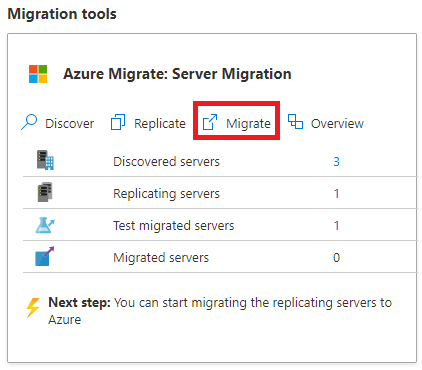 Migration tools
Azure Migrate: Server Migration
Discover Replicate Migrate Overview
Discovered servers 3
Replicating servers 1
Test migrated servers 1
Migrated servers 0
Next step: You can start migrating the replicating servers to
Azure